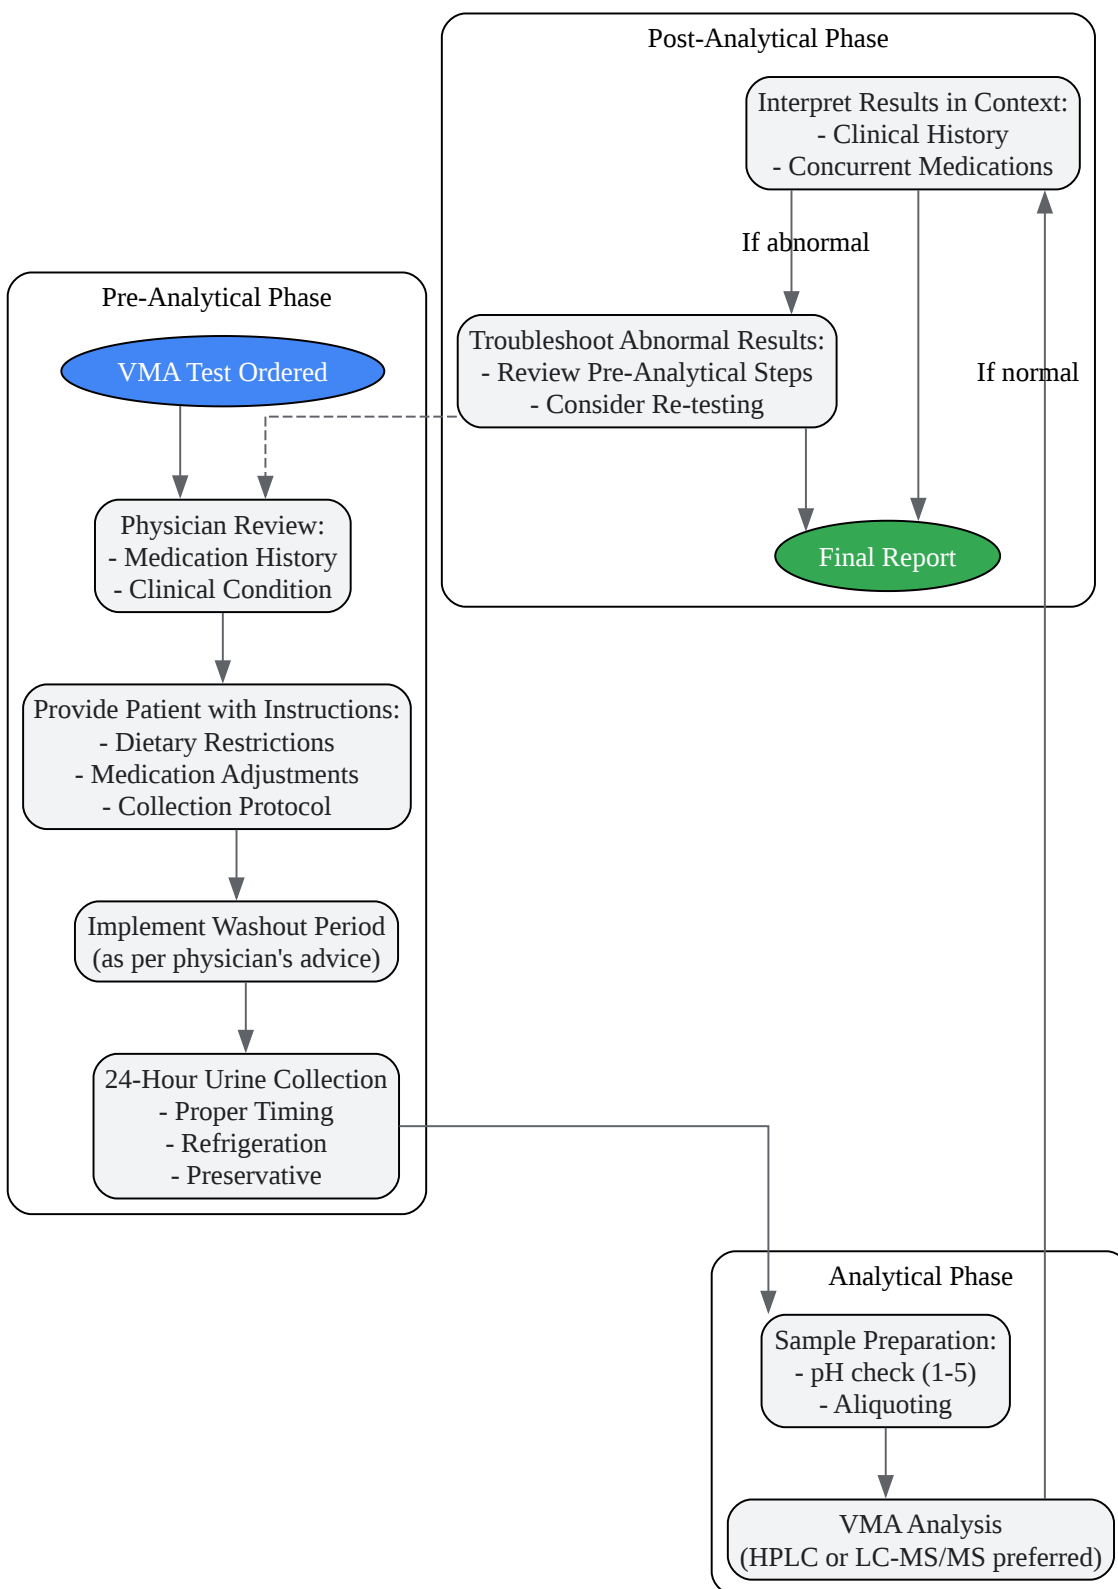 Post-Analytical Phase
Interpret Results in Context:
- Clinical History
- Concurrent Medications
If abnormal
Pre-Analytical Phase
VMA Test Ordered
Troubleshoot Abnormal Results:
- Review Pre-Analytical Steps
- Consider Re-testing
If normal
Physician Review:
- Medication History
- Clinical Condition
Final Report
Provide Patient with Instructions:
- Dietary Restrictions
- Medication Adjustments
- Collection Protocol
Implement Washout Period
(as per physician's advice)
24-Hour Urine Collection
- Proper Timing
- Refrigeration
- Preservative
Analytical Phase
Sample Preparation:
- pH check (1-5)
- Aliquoting
VMA Analysis
(HPLC or LC-MS/MS preferred)